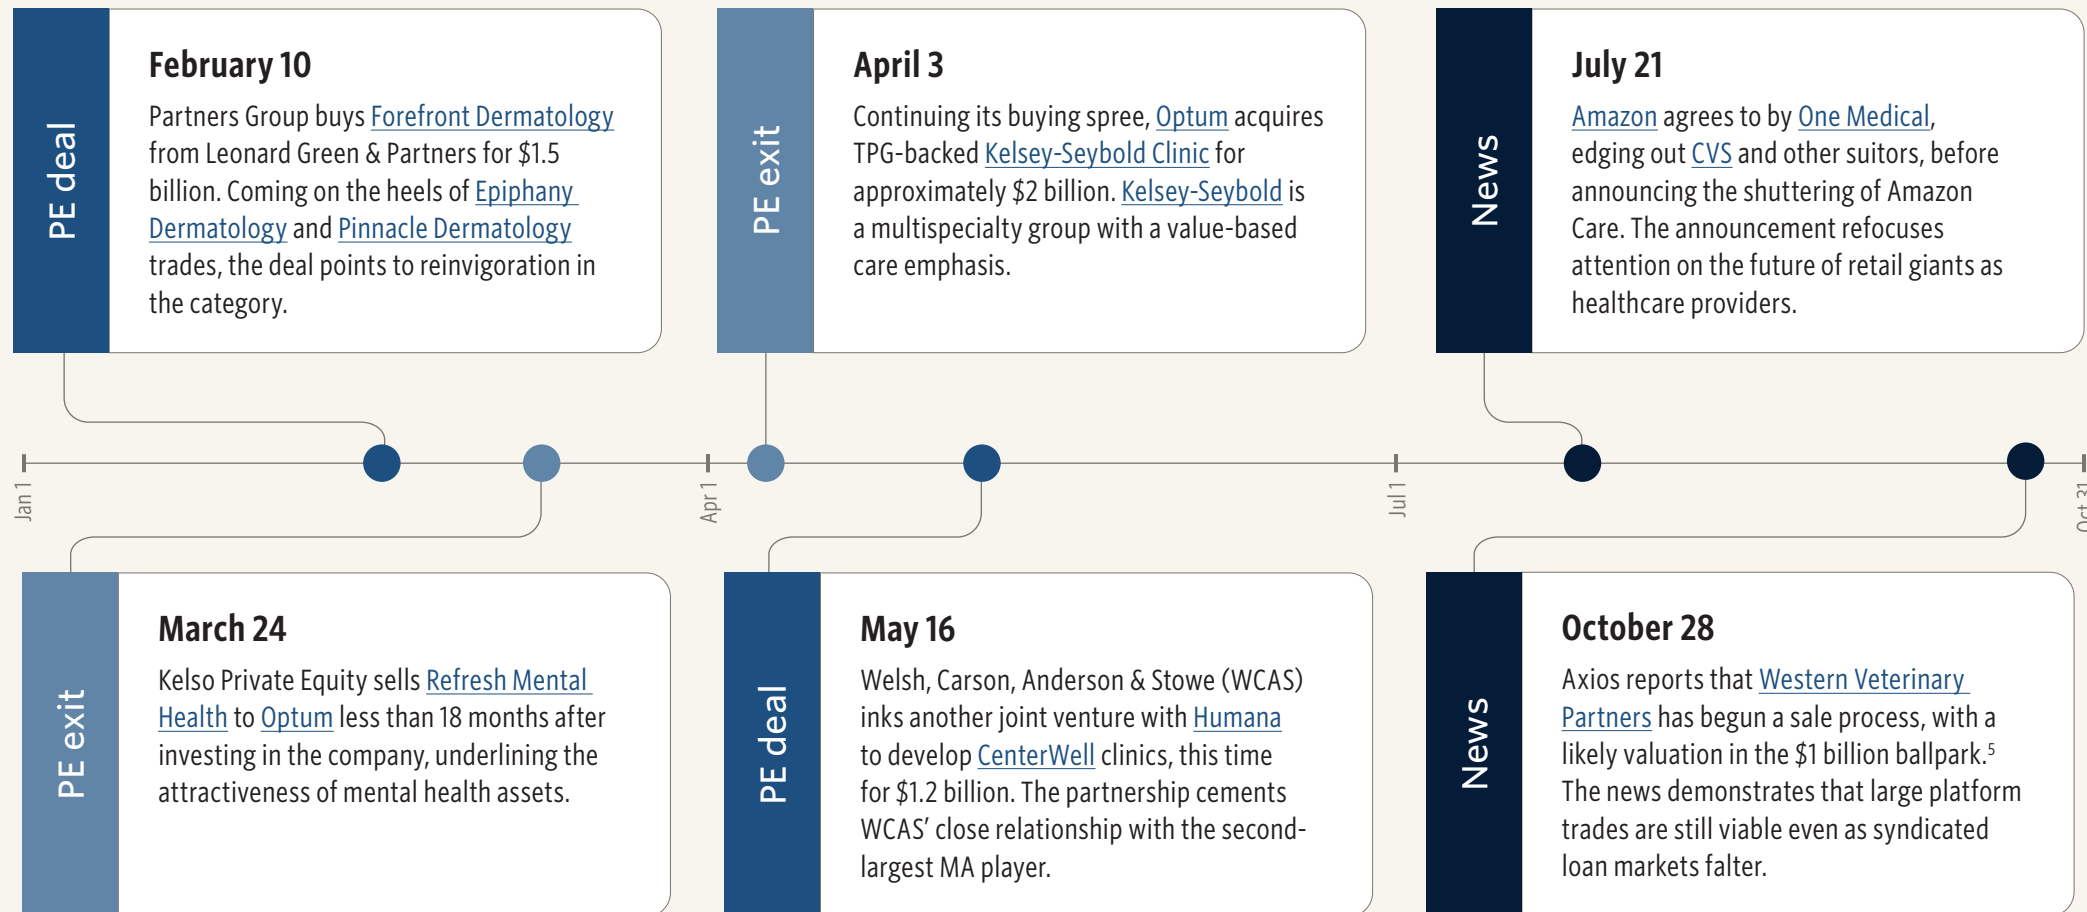 PE deal
February 10
Partners Group buys Forefront Dermatology
from Leonard Green & Partners for $1.5
billion. Coming on the heels of Epiphany
Dermatology and Pinnacle Dermatology
trades, the deal points to reinvigoration in
the category.
PE exit
April 3
Continuing its buying spree, Optum acquires
TPG-backed Kelsey-Seybold Clinic for
approximately $2 billion. Kelsey-Seybold is
a multispecialty group with a value-based
care emphasis.
News
July 21
Amazon agrees to by One Medical,
edging out CVS and other suitors, before
announcing the shuttering of Amazon
Care. The announcement refocuses
attention on the future of retail giants as
healthcare providers.
Jan 1
Apr 1
Jul 1
Oct 31
PE exit
March 24
Kelso Private Equity sells Refresh Mental
Health to Optum less than 18 months after
investing in the company, underlining the
attractiveness of mental health assets.
PE deal
May 16
Welsh, Carson, Anderson & Stowe (WCAS)
inks another joint venture with Humana
to develop CenterWell clinics, this time
for $1.2 billion. The partnership cements
WCAS’ close relationship with the second-
largest MA player.
News
October 28
Axios reports that Western Veterinary
Partners has begun a sale process, with a
likely valuation in the $1 billion ballpark.5
The news demonstrates that large platform
trades are still viable even as syndicated
loan markets falter.